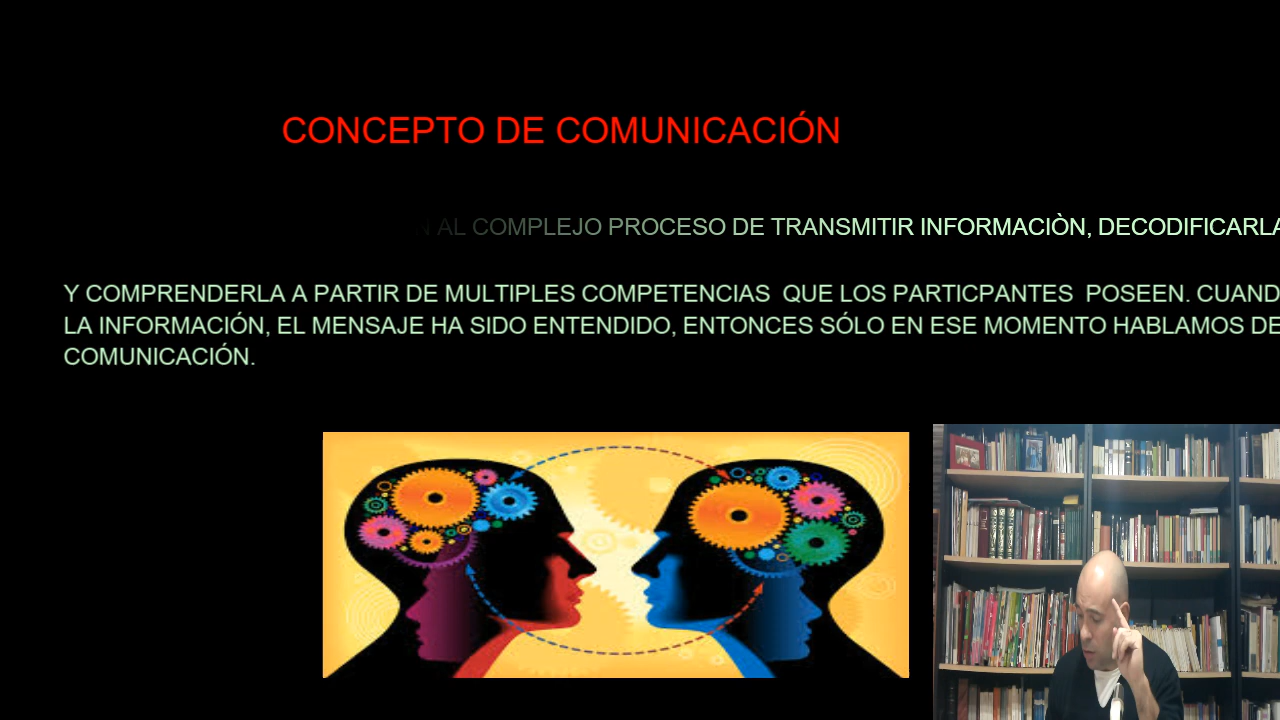 CONCEPTO DE COMUNICACIÓN
AL COMPLEJO PROCESO DE TRANSMITIR INFORMACIÒN, DECODIFICARLA
Y COMPRENDERLA A PARTIR DE MULTIPLES COMPETENCIAS QUE LOS PARTICPANTES POSEEN. CUAND
LA INFORMACIÓN, EL MENSAJE HA SIDO ENTENDIDO, ENTONCES SÓLO EN ESE MOMENTO HABLAMOS DE
COMUNICACIÓN.